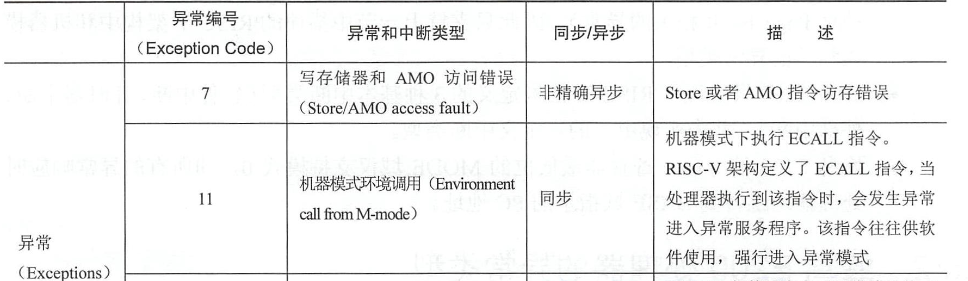 异常编号
（Exception Code）
异常和中断类型
同步/异步
描 述
异常
（Exceptions）
7
写存储器和 AMO 访问错误
（Store/AMO access fault）
非精确异步
Store 或者 AMO 指令访存错误
11
机器模式环境调用（Environment
call from M-mode）
同步
机器模式下执行 ECALL 指令。
RISC-V 架构定义了 ECALL 指令，当
处理器执行到该指令时，会发生异常
进入异常服务程序。该指令往往供软
件使用，强行进入异常模式